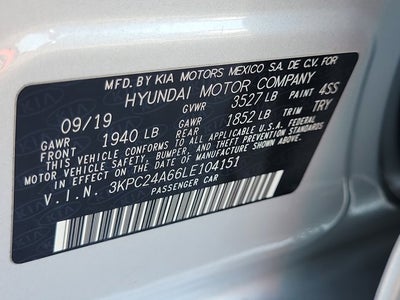 MFD. BY KIA MOTORS MEXICO S.A. DE C.V. FOR
HYUNDAI MOTOR COMPANY
09/19 GVWR 3527 LB PAINT 4SS
GAWR FRONT 1940 LB GAWR REAR 1852 LB TRIM TRY
THIS VEHICLE CONFORMS TO ALL APPLICABLE U.S.A. FEDERAL
MOTOR VEHICLE SAFETY, BUMPER, AND THEFT PREVENTION
STANDARDS IN EFFECT ON THE DATE OF MANUFACTURE SHOWN ABOVE.
V.I.N. 3KPC24A66LE104151
PASSENGER CAR